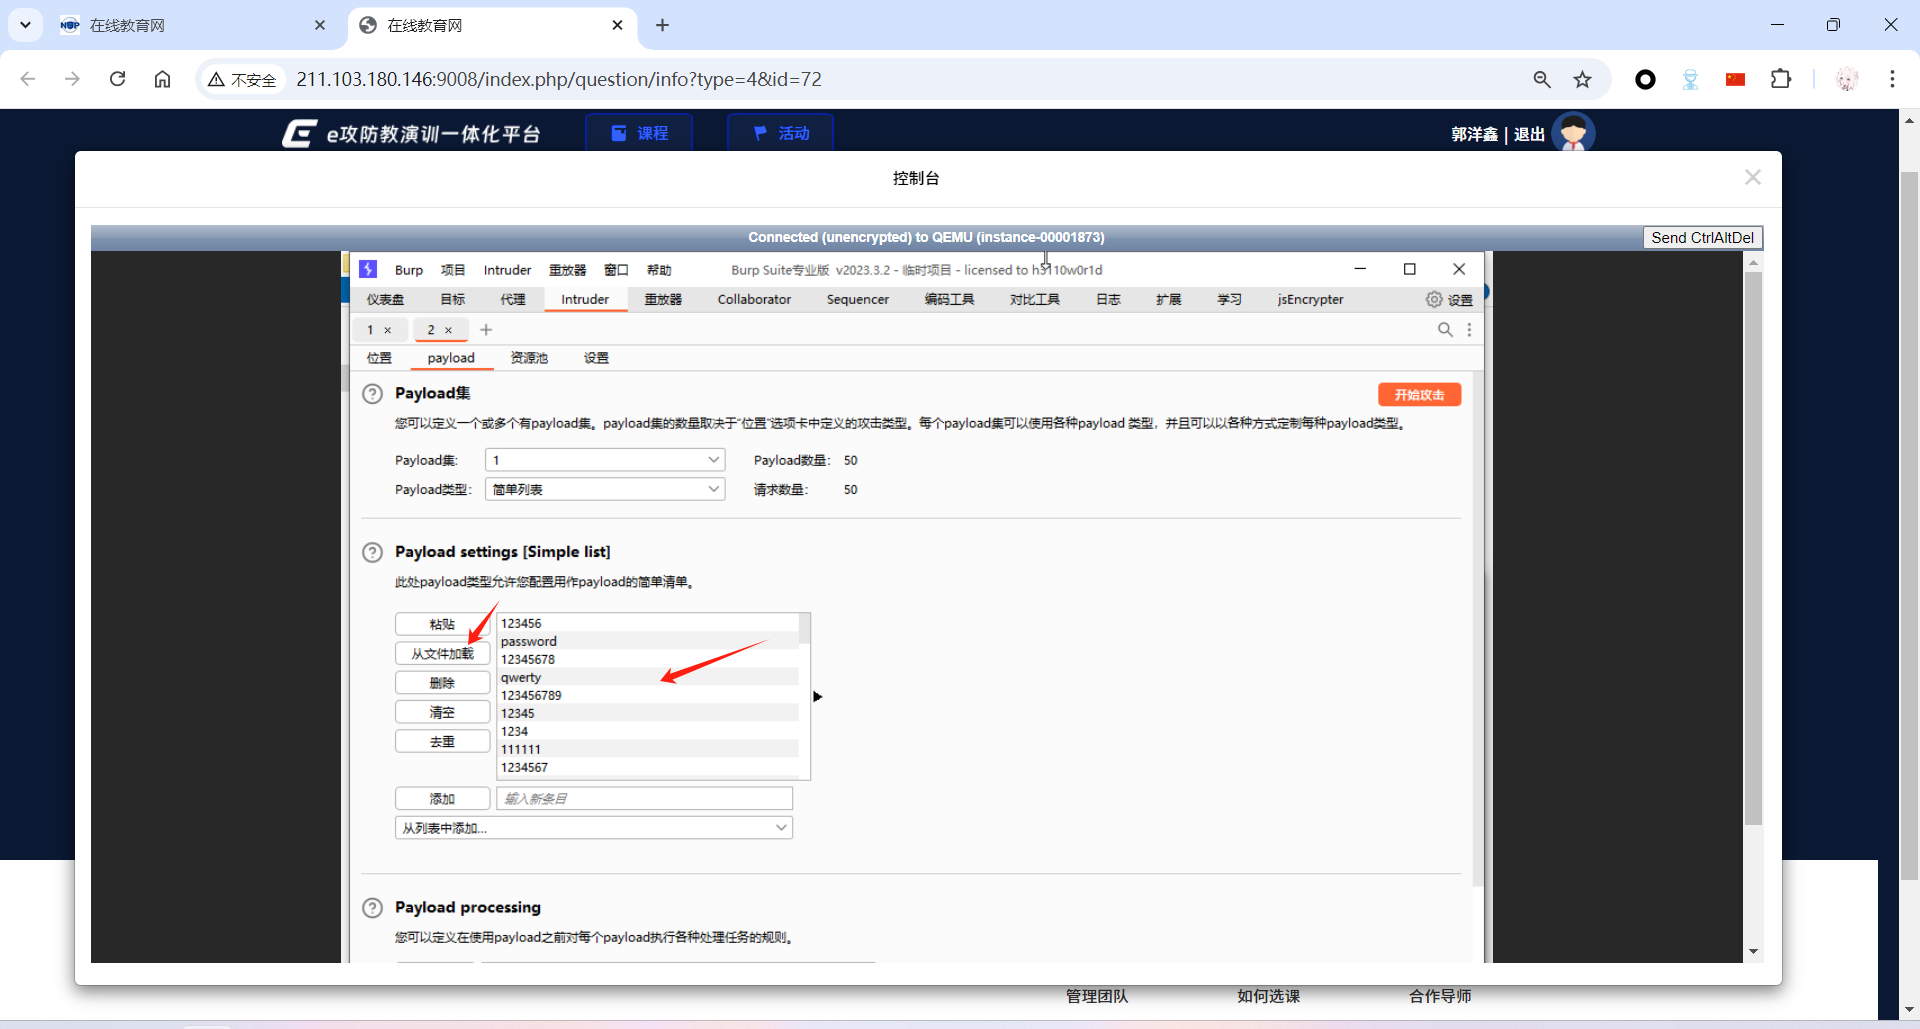 在线教育网
在线教育网
不安全
211.103.180.146:9008/index.php/question/info?type=4&id=72
e攻防教演训一体化平台
课程
活动
郭洋鑫 | 退出
控制台
Connected (unencrypted) to QEMU (instance-00001873)
Send CtrlAltDel
Burp 项目 Intruder 重放器 窗口 帮助
Burp Suite专业版 v2023.3.2 - 临时项目 - licensed to h3110w0r1d
仪表盘 目标 代理 Intruder 重放器 Collaborator Sequencer 编码工具 对比工具 日志 扩展 学习 jsEncrypter 设置
1 × 2 × +
位置 payload 资源池 设置
? Payload集
开始攻击
您可以定义一个或多个有payload集。payload集的数量取决于“位置”选项卡中定义的攻击类型。每个payload集可以使用各种payload 类型，并且可以以各种方式定制每种payload类型。
Payload集: 1 Payload数量: 50
Payload类型: 简单列表 请求数量: 50
? Payload settings [Simple list]
此处payload类型允许您配置用作payload的简单清单。
粘贴
从文件加载
删除
清空
去重
123456
password
12345678
qwerty
123456789
12345
1234
111111
1234567
添加 输入新条目
从列表中添加...
? Payload processing
您可以定义在使用payload之前对每个payload执行各种处理任务的规则。
管理团队 如何选课 合作导师